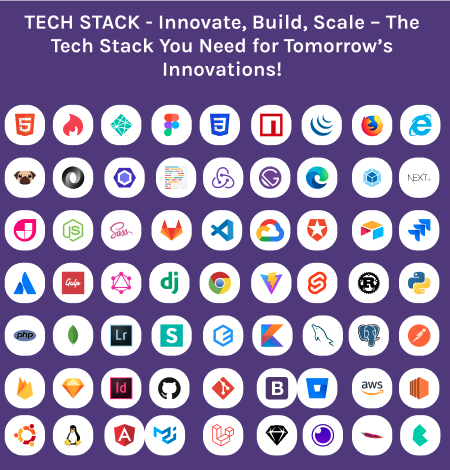 TECH STACK - Innovate, Build, Scale – The
Tech Stack You Need for Tomorrow’s
Innovations!
NEXT
JS
Sass
Gulp
dj
php
Lr
S
Id
B
aws